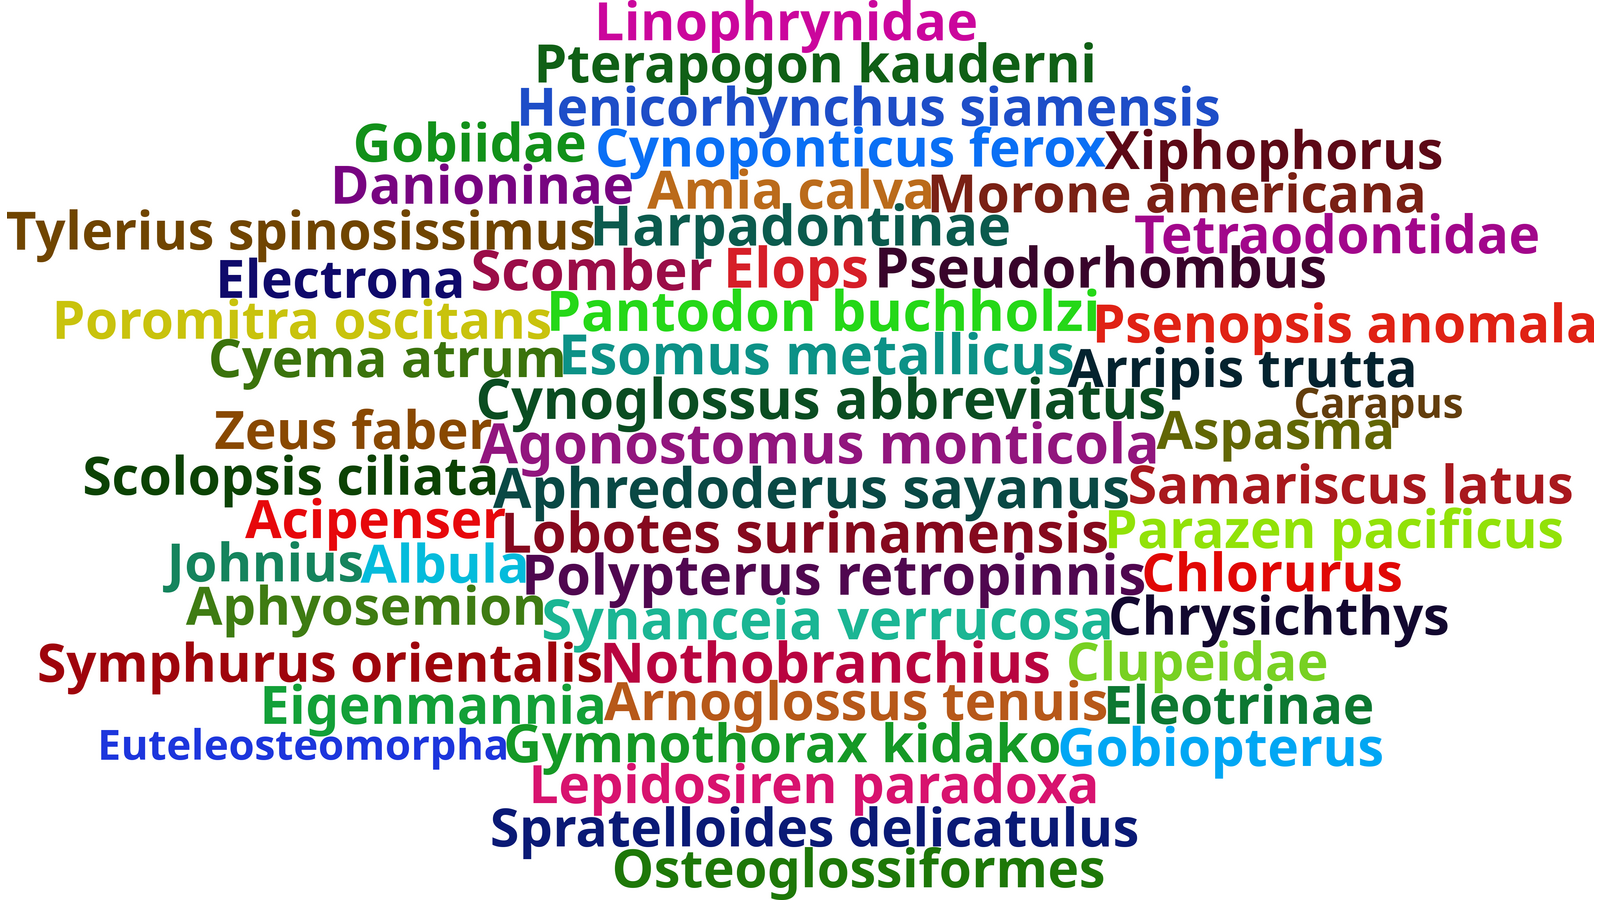 Linophrynidae
Pterapogon kauderni
Henicorhynchus siamensis
Gobiidae Cynoponticus ferox Xiphophorus
Danioninae Amia calva Morone americana
Tylerius spinosissimus Harpadontinae Tetraodontidae
Electrona Scomber Elops Pseudorhombus
Poromitra oscitans Pantodon buchholzi Psenopsis anomala
Cyema atrum Esomus metallicus Arripis trutta
Cynoglossus abbreviatus Carapus
Zeus faber Agonostomus monticola Aspasma
Scolopsis ciliata Aphredoderus sayanus Samariscus latus
Acipenser Lobotes surinamensis Parazen pacificus
Johnius Albula Polypterus retropinnis Chlorurus
Aphyosemion Synanceia verrucosa Chrysichthys
Symphurus orientalis Nothobranchius Clupeidae
Eigenmannia Arnoglossus tenuis Eleotrinae
Euteleosteomorpha Gymnothorax kidako Gobiopterus
Lepidosiren paradoxa
Spratelloides delicatulus
Osteoglossiformes